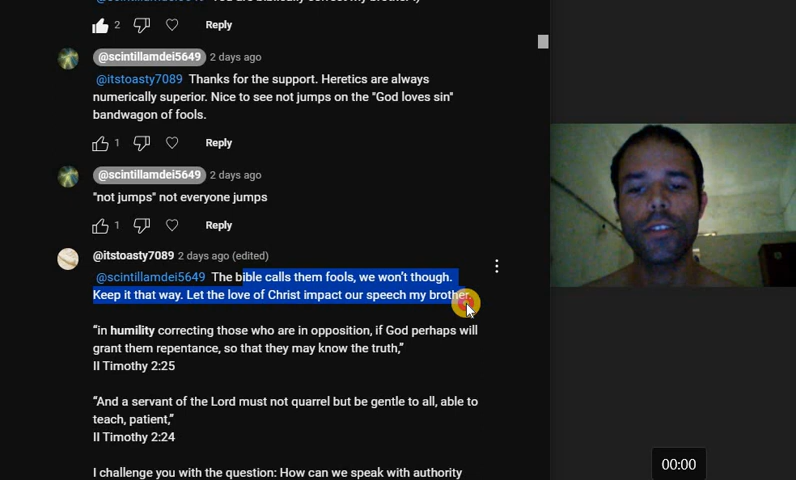 2
Reply
@scintillamdei5649 2 days ago
@itstoasty7089 Thanks for the support. Heretics are always
numerically superior. Nice to see not jumps on the "God loves sin"
bandwagon of fools.
1
Reply
@scintillamdei5649 2 days ago
"not jumps" not everyone jumps
1
Reply
@itstoasty7089 2 days ago (edited)
@scintillamdei5649 The bible calls them fools, we won't though.
Keep it that way. Let the love of Christ impact our speech my brother.
"in humility correcting those who are in opposition, if God perhaps will
grant them repentance, so that they may know the truth,"
II Timothy 2:25
"And a servant of the Lord must not quarrel but be gentle to all, able to
teach, patient,"
II Timothy 2:24
I challenge you with the question: How can we speak with authority
00:00